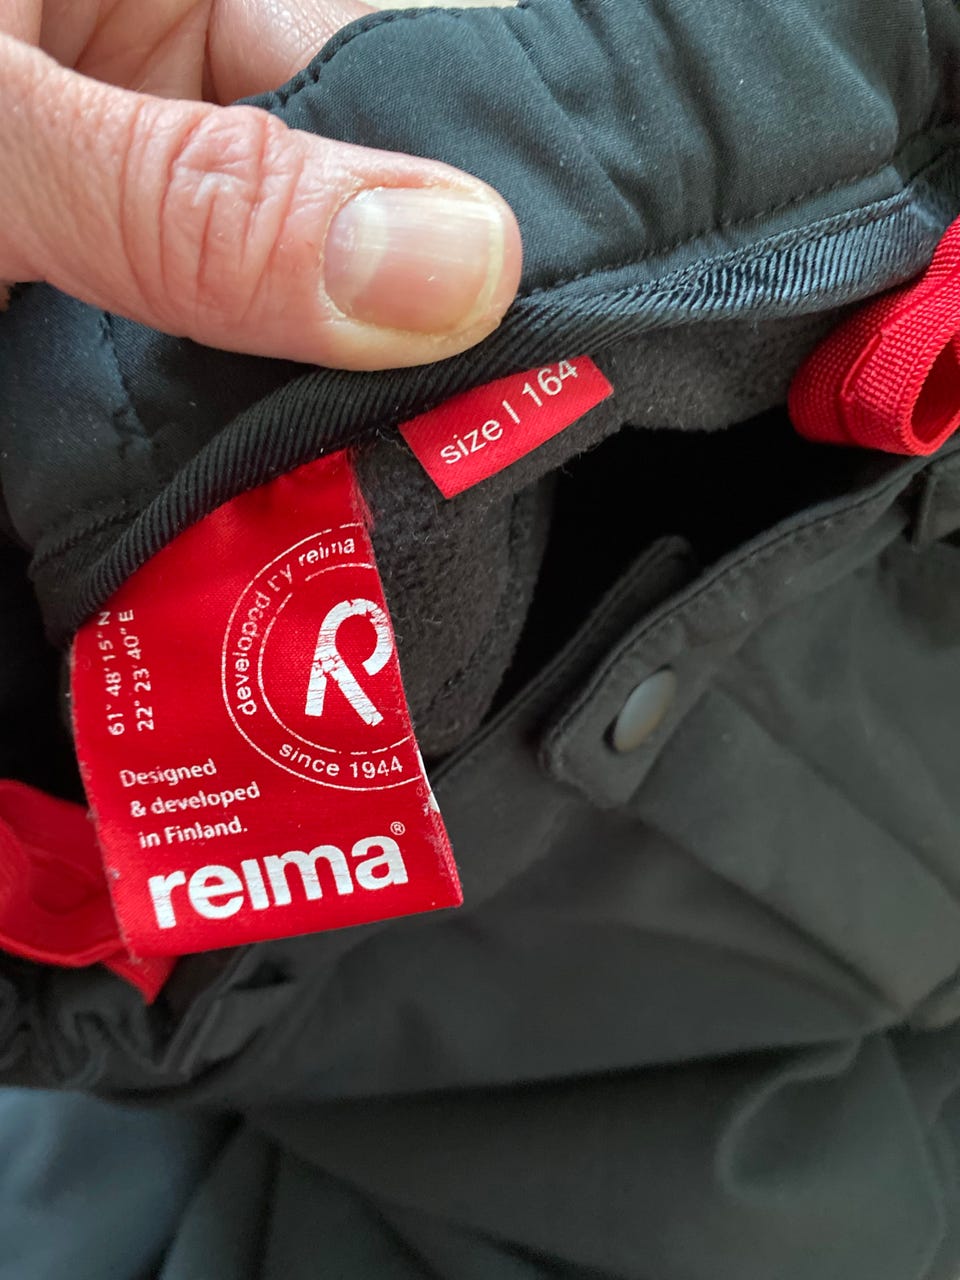 size | 164
developed by reima
since 1944
61° 48'15"N
22° 23'40"E
Designed
& developed
in Finland.
reima®